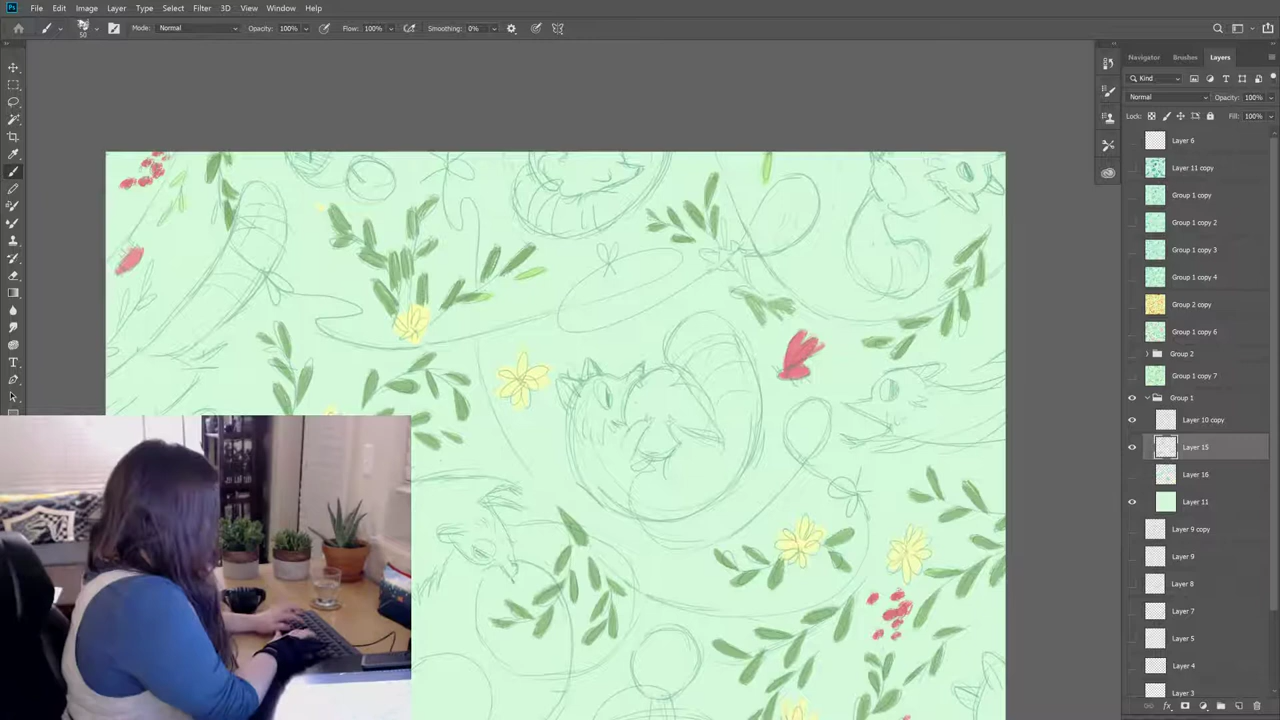 Ps File Edit Image Layer Type Select Filter 3D View Window Help
50 Mode: Normal Opacity: 100% Flow: 100% Smoothing: 0%
Navigator Brushes Layers
Kind
Normal Opacity: 100%
Lock: Fill: 100%
Layer 6
Layer 11 copy
Group 1 copy
Group 1 copy 2
Group 1 copy 3
Group 1 copy 4
Group 2 copy
Group 1 copy 6
Group 2
Group 1 copy 7
Group 1
Layer 10 copy
Layer 15
Layer 16
Layer 11
Layer 9 copy
Layer 9
Layer 8
Layer 7
Layer 5
Layer 4
Layer 3